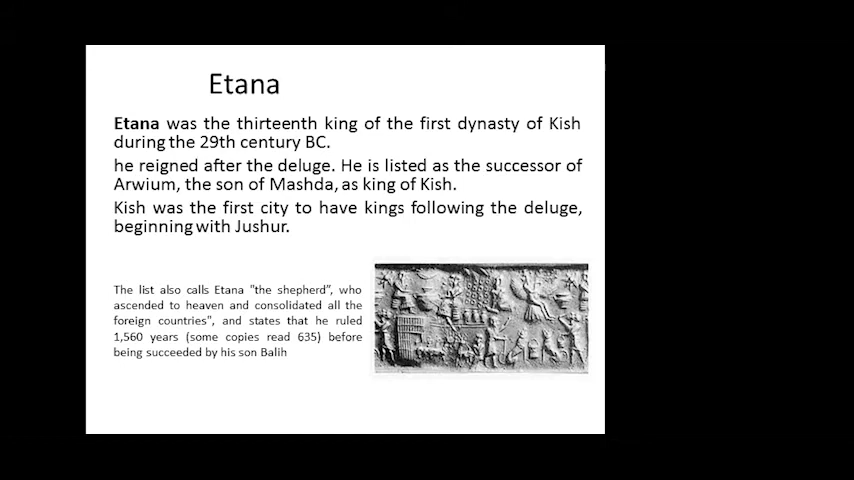 Etana
Etana was the thirteenth king of the first dynasty of Kish
during the 29th century BC.
he reigned after the deluge. He is listed as the successor of
Arwium, the son of Mashda, as king of Kish.
Kish was the first city to have kings following the deluge,
beginning with Jushur.
The list also calls Etana "the shepherd”, who
ascended to heaven and consolidated all the
foreign countries", and states that he ruled
1,560 years (some copies read 635) before
being succeeded by his son Balih